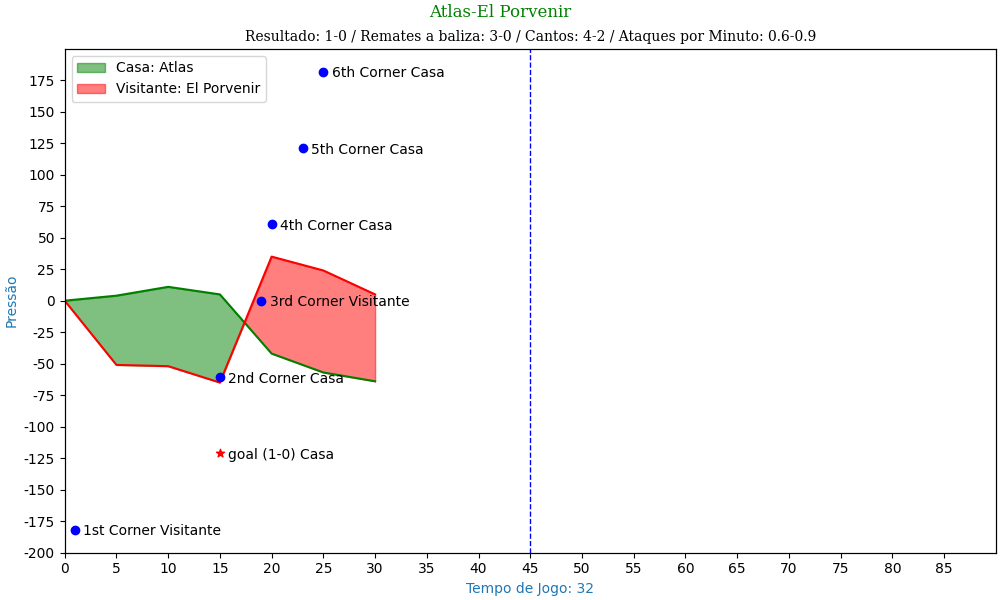 Atlas-El Porvenir
Resultado: 1-0 / Remates a baliza: 3-0 / Cantos: 4-2 / Ataques por Minuto: 0.6-0.9
Casa: Atlas
Visitante: El Porvenir
6th Corner Casa
5th Corner Casa
4th Corner Casa
3rd Corner Visitante
2nd Corner Casa
goal (1-0) Casa
1st Corner Visitante
Pressão
175
150
125
100
75
50
25
0
-25
-50
-75
-100
-125
-150
-175
-200
0 5 10 15 20 25 30 35 40 45 50 55 60 65 70 75 80 85
Tempo de Jogo: 32